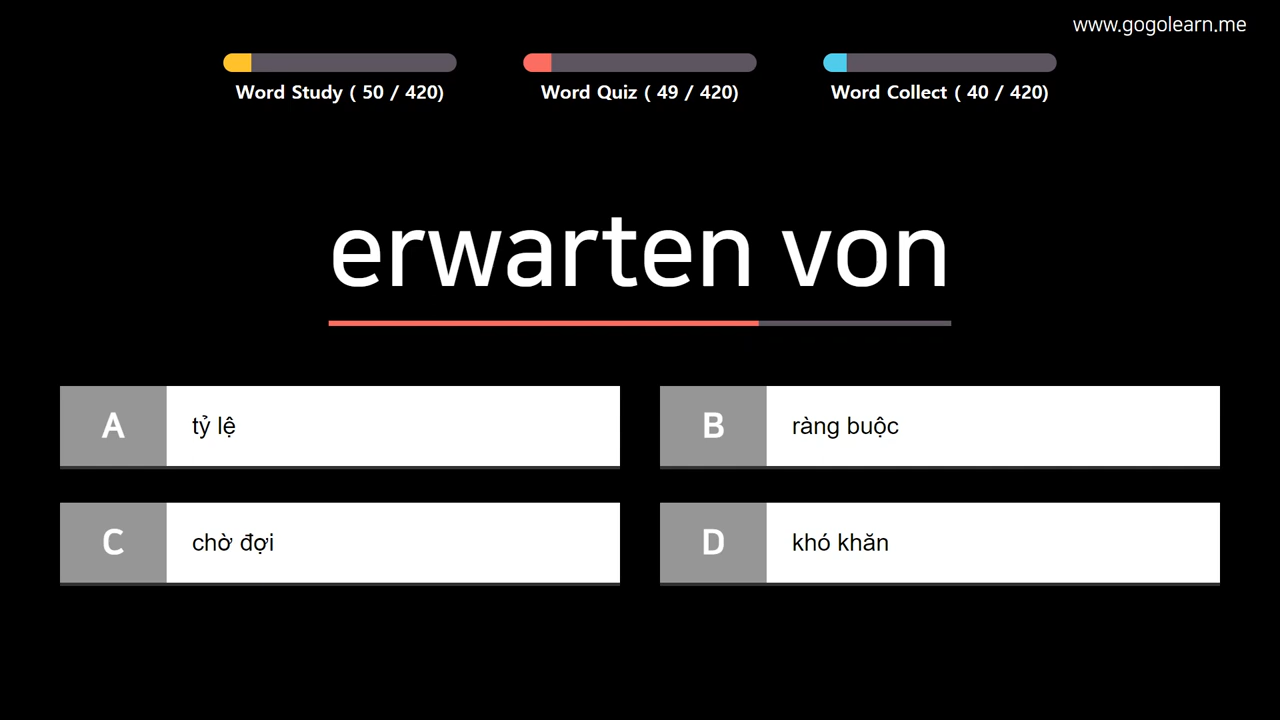 www.gogolearn.me
Word Study ( 50 / 420)
Word Quiz ( 49 / 420)
Word Collect ( 40 / 420)
erwarten von
A
tỷ lệ
B
ràng buộc
C
chờ đợi
D
khó khăn